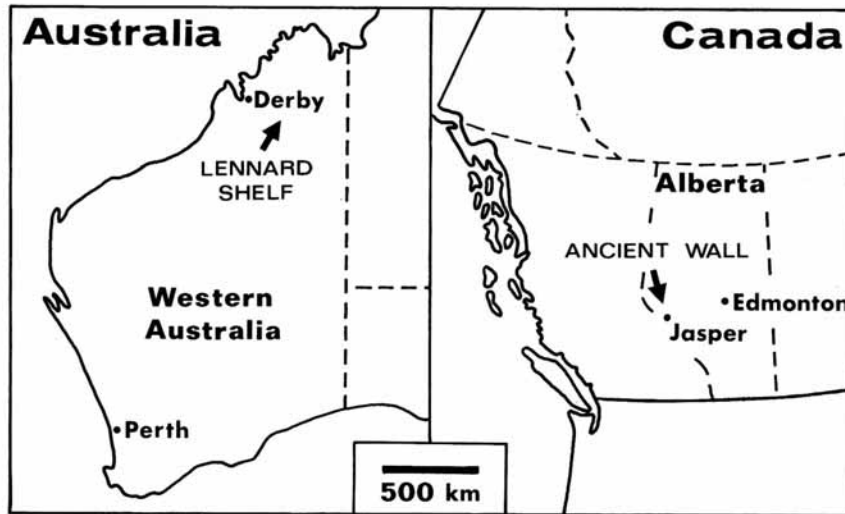 Australia
Derby
LENNARD
SHELF
Western
Australia
Perth
Canada
Alberta
ANCIENT WALL
Edmonton
Jasper
500 km